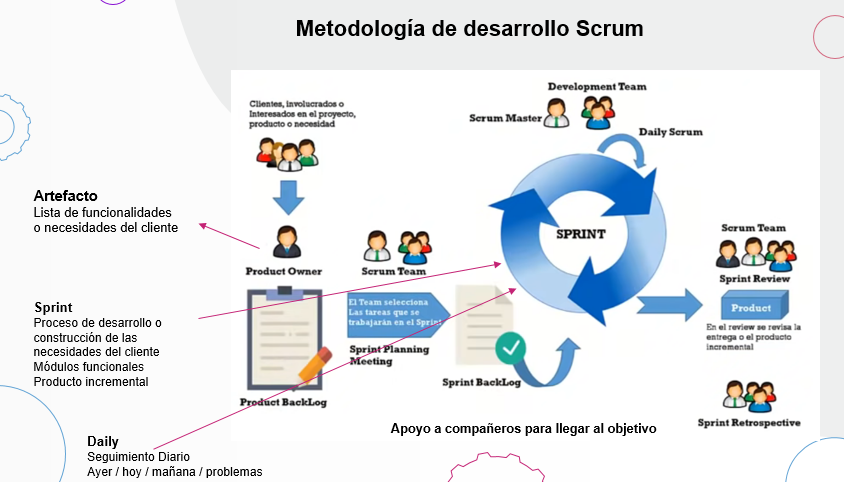 Metodología de desarrollo Scrum
Development Team
Scrum Master
Daily Scrum
Clientes, involucrados o
Interesados en el proyecto,
producto o necesidad
Artefacto
Lista de funcionalidades
o necesidades del cliente
Product Owner
Scrum Team
SPRINT
Scrum Team
Sprint Review
Product
En el review se revisa la
entrega o el producto
incremental
Sprint
Proceso de desarrollo o
construcción de las
necesidades del cliente
Módulos funcionales
Producto incremental
El Team selecciona
Las tareas que se
trabajarán en el Sprint
Sprint Planning
Meeting
Sprint BackLog
Product BackLog
Sprint Retrospective
Apoyo a compañeros para llegar al objetivo
Daily
Seguimiento Diario
Ayer / hoy / mañana / problemas